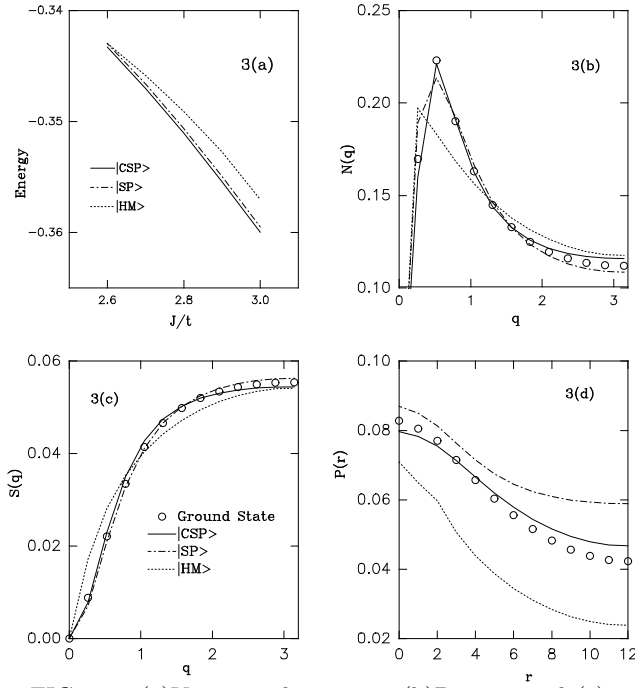 −0.34
−0.35
−0.36
Energy
3(a)
|CSP>
|SP>
|HM>
2.6
2.8
3.0
J/t
0.25
0.20
0.15
0.10
N(q)
3(b)
0
1
2
3
q
0.06
0.04
0.02
0.00
S(q)
3(c)
Ground State
|CSP>
|SP>
|HM>
0
1
2
3
q
0.10
0.08
0.06
0.04
0.02
P(r)
3(d)
0
2
4
6
8
10
12
r